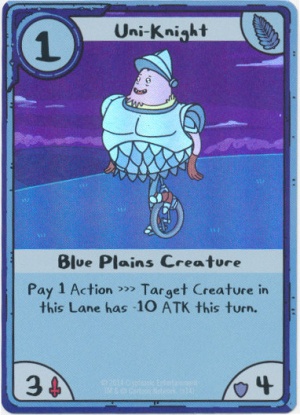 1
Uni-Knight
Blue Plains Creature
Pay 1 Action >>> Target Creature in
this Lane has -10 ATK this turn.
3
4